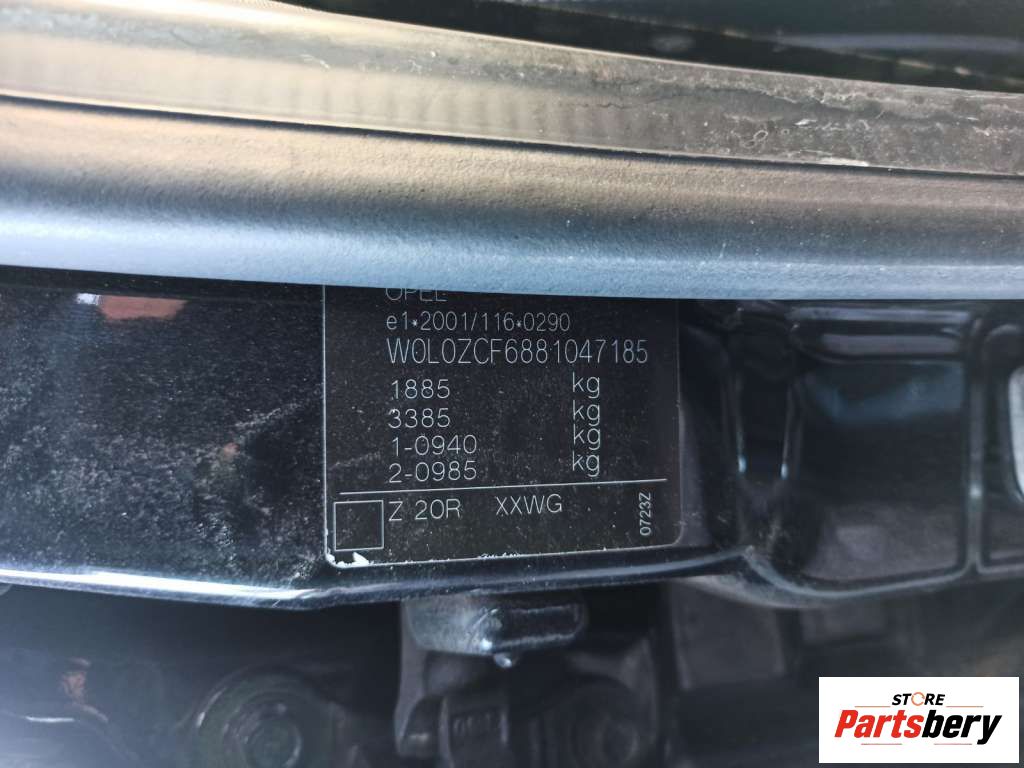 OPEL
e1*2001/116*0290
W0L0ZCF6881047185
1885 kg
3385 kg
1-0940 kg
2-0985 kg
Z 20R XXWG
0723Z
STORE
Partsbery